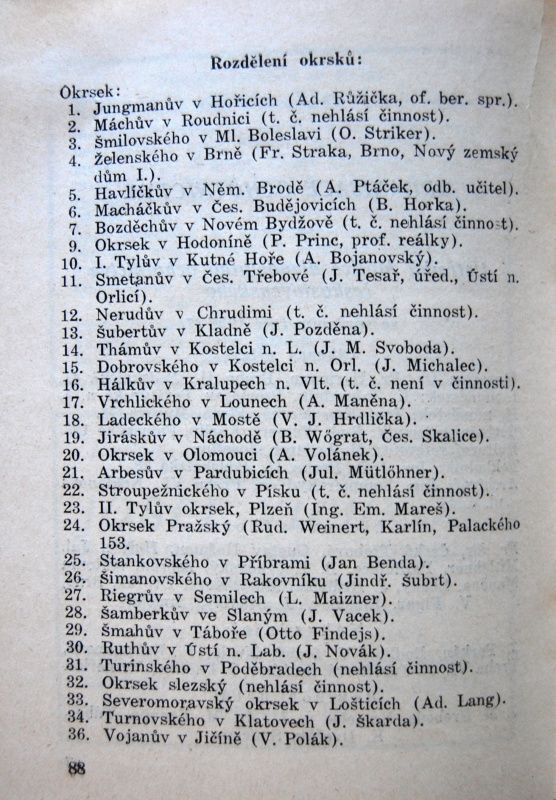 Rozdělení okrsků:
Okrsek:
1. Jungmanův v Hořicích (Ad. Růžička, of. ber. spr.).
2. Máchův v Roudnici (t. č. nehlásí činnost).
3. Šmilovského v Ml. Boleslavi (O. Striker).
4. Želenského v Brně (Fr. Straka, Brno, Nový zemský
dům I.).
5. Havlíčkův v Něm. Brodě (A. Ptáček, odb. učitel).
6. Macháčkův v Čes. Budějovicích (B. Horka).
7. Bozděchův v Novém Bydžově (t. č. nehlásí činnost).
9. Okrsek v Hodoníně (P. Princ, prof. reálky).
10. I. Tylův v Kutné Hoře (A. Bojanovský).
11. Smetanův v Čes. Třebové (J. Tesař, úřed., Ústí n.
Orlicí).
12. Nerudův v Chrudimi (t. č. nehlásí činnost).
13. Šubertův v Kladně (J. Pozděna).
14. Thámův v Kostelci n. L. (J. M. Svoboda).
15. Dobrovského v Kostelci n. Orl. (J. Michalec).
16. Hálkův v Kralupech n. Vlt. (t. č. není v činnosti).
17. Vrchlického v Lounech (A. Maněna).
18. Ladeckého v Mostě (V. J. Hrdlička).
19. Jiráskův v Náchodě (B. Wőgrat, Čes. Skalice).
20. Okrsek v Olomouci (A. Volánek).
21. Arbesův v Pardubicích (Jul. Mütlőhner).
22. Stroupežnického v Písku (t. č. nehlásí činnost).
23. II. Tylův okrsek, Plzeň (Ing. Em. Mareš).
24. Okrsek Pražský (Rud. Weinert, Karlín, Palackého
153.
25. Stankovského v Příbrami (Jan Benda).
26. Šimanovského v Rakovníku (Jindř. Šubrt).
27. Riegrův v Semilech (L. Maizner).
28. Šamberkův ve Slaným (J. Vacek).
29. Šmahův v Táboře (Otto Findejs).
30. Ruthův v Ústí n. Lab. (J. Novák).
31. Turinského v Poděbradech (nehlásí činnost).
32. Okrsek slezský (nehlásí činnost).
33. Severomoravský okrsek v Lošticích (Ad. Lang).
34. Turnovského v Klatovech (J. Škarda).
36. Vojanův v Jičíně (V. Polák).
88